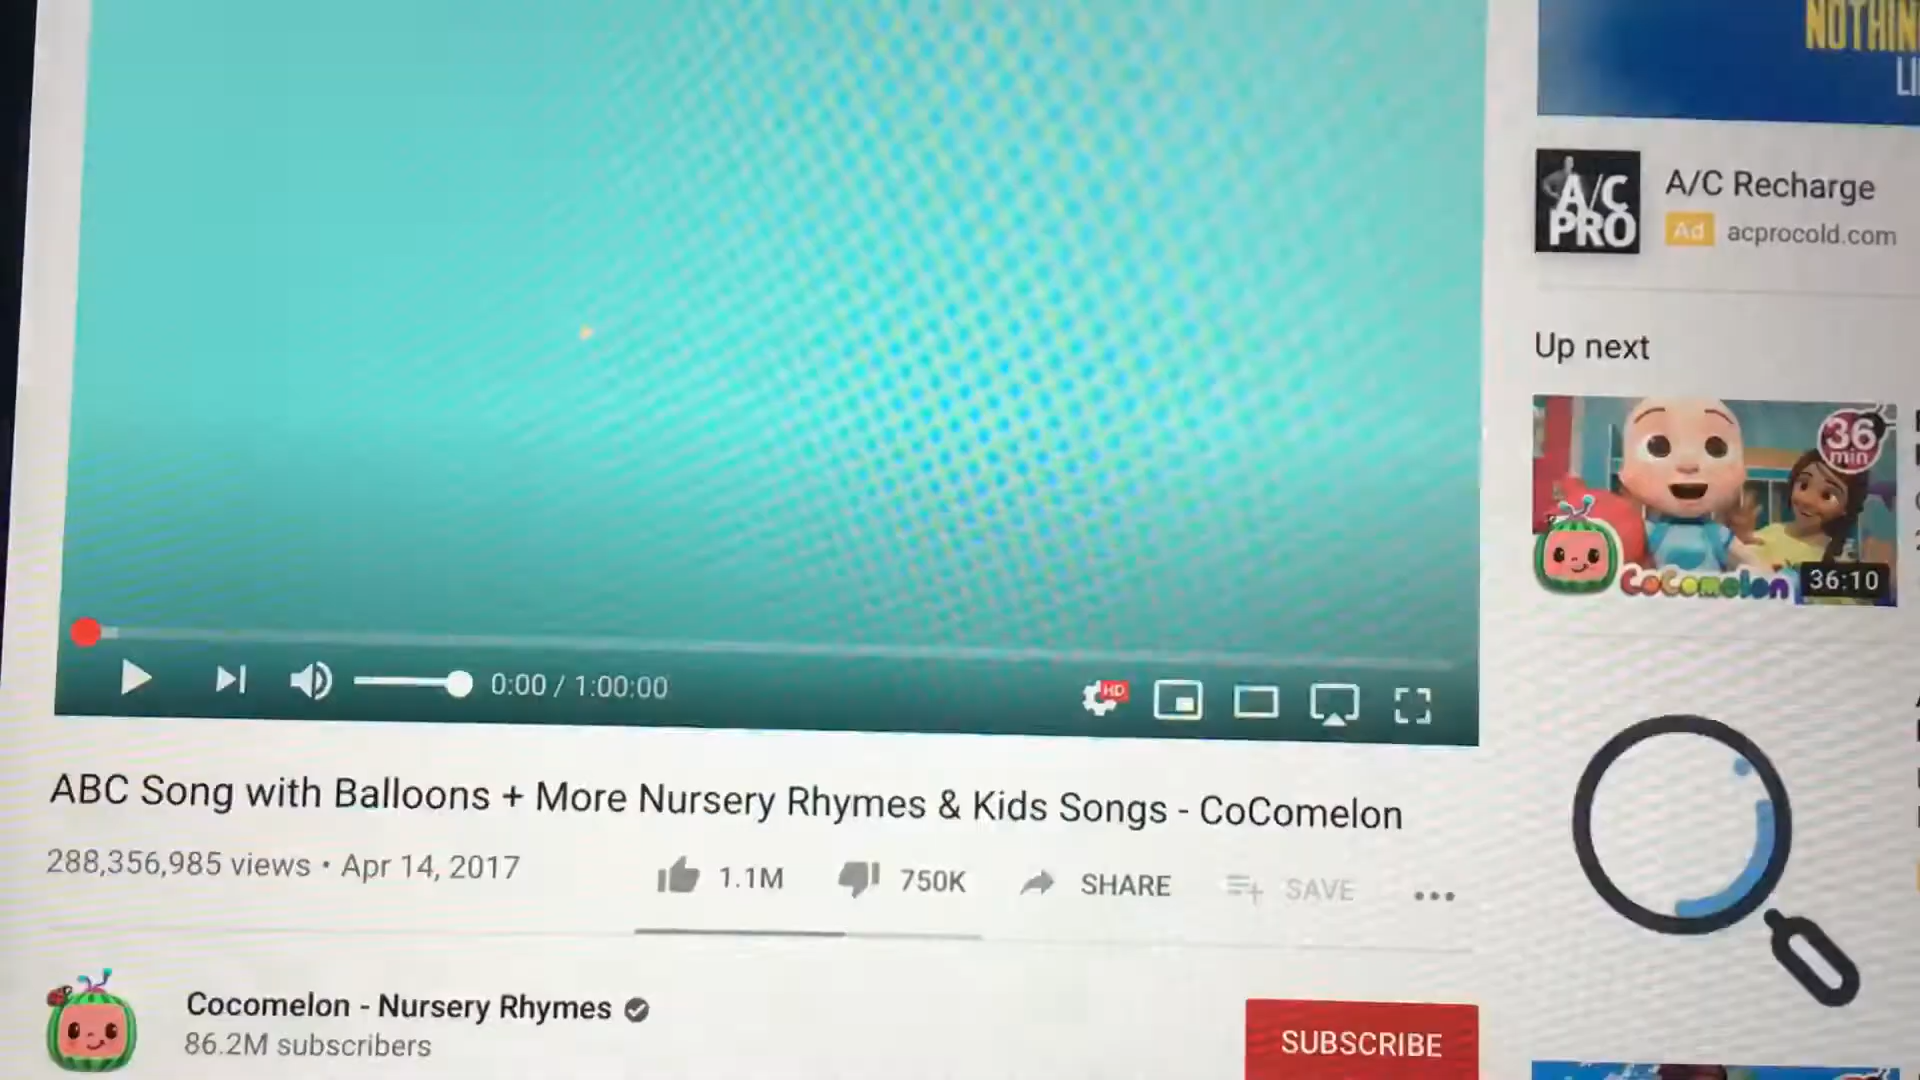 NOTHIN
LI
A/C PRO
A/C Recharge
Ad acprocold.com
Up next
36 min
CoComelon
36:10
0:00 / 1:00:00
HD
ABC Song with Balloons + More Nursery Rhymes & Kids Songs - CoComelon
288,356,985 views • Apr 14, 2017
1.1M
750K
SHARE
SAVE
Cocomelon - Nursery Rhymes
86.2M subscribers
SUBSCRIBE